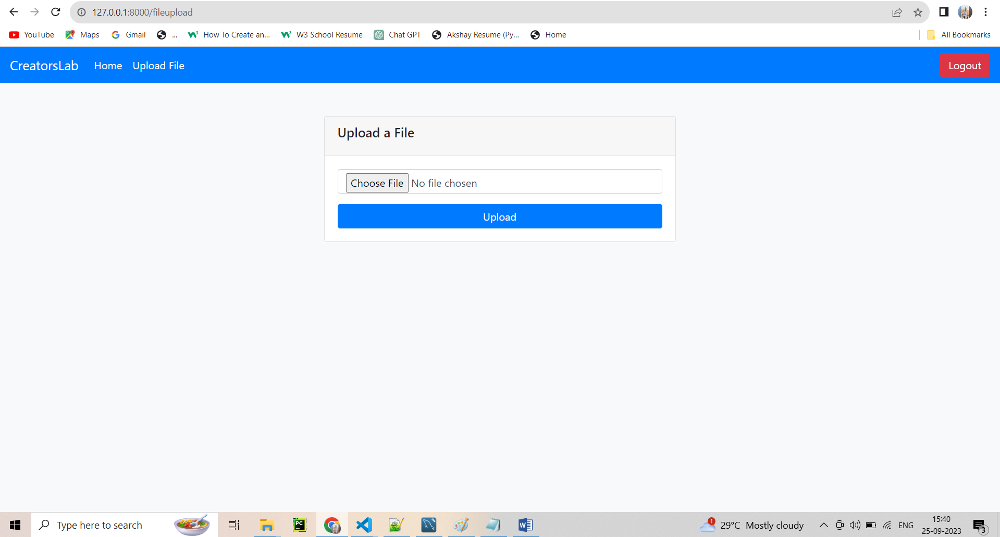 127.0.0.1:8000/fileupload
YouTube Maps Gmail ... How To Create an... W3 School Resume Chat GPT Akshay Resume (Py... Home All Bookmarks
CreatorsLab Home Upload File Logout
Upload a File
Choose File No file chosen
Upload
Type here to search PC W 1 29°C Mostly cloudy ENG 15:40
25-09-2023 3